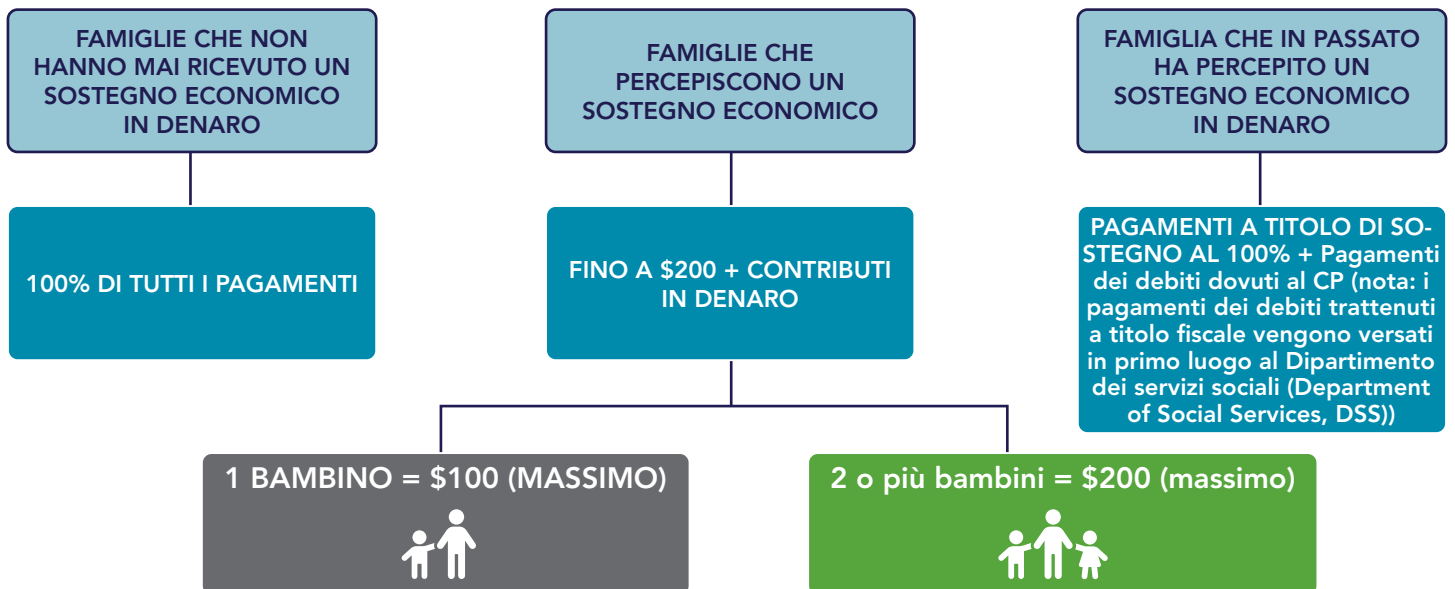 FAMIGLIE CHE NON
HANNO MAI RICEVUTO UN
SOSTEGNO ECONOMICO
IN DENARO
100% DI TUTTI I PAGAMENTI
FAMIGLIE CHE
PERCEPISCONO UN
SOSTEGNO ECONOMICO
FINO A $200 + CONTRIBUTI
IN DENARO
1 BAMBINO = $100 (MASSIMO)
2 o più bambini = $200 (massimo)
FAMIGLIA CHE IN PASSATO
HA PERCEPITO UN
SOSTEGNO ECONOMICO
IN DENARO
PAGAMENTI A TITOLO DI SO-
STEGNO AL 100% + Pagamenti
dei debiti dovuti al CP (nota: i
pagamenti dei debiti trattenuti
a titolo fiscale vengono versati
in primo luogo al Dipartimento
dei servizi sociali (Department
of Social Services, DSS))